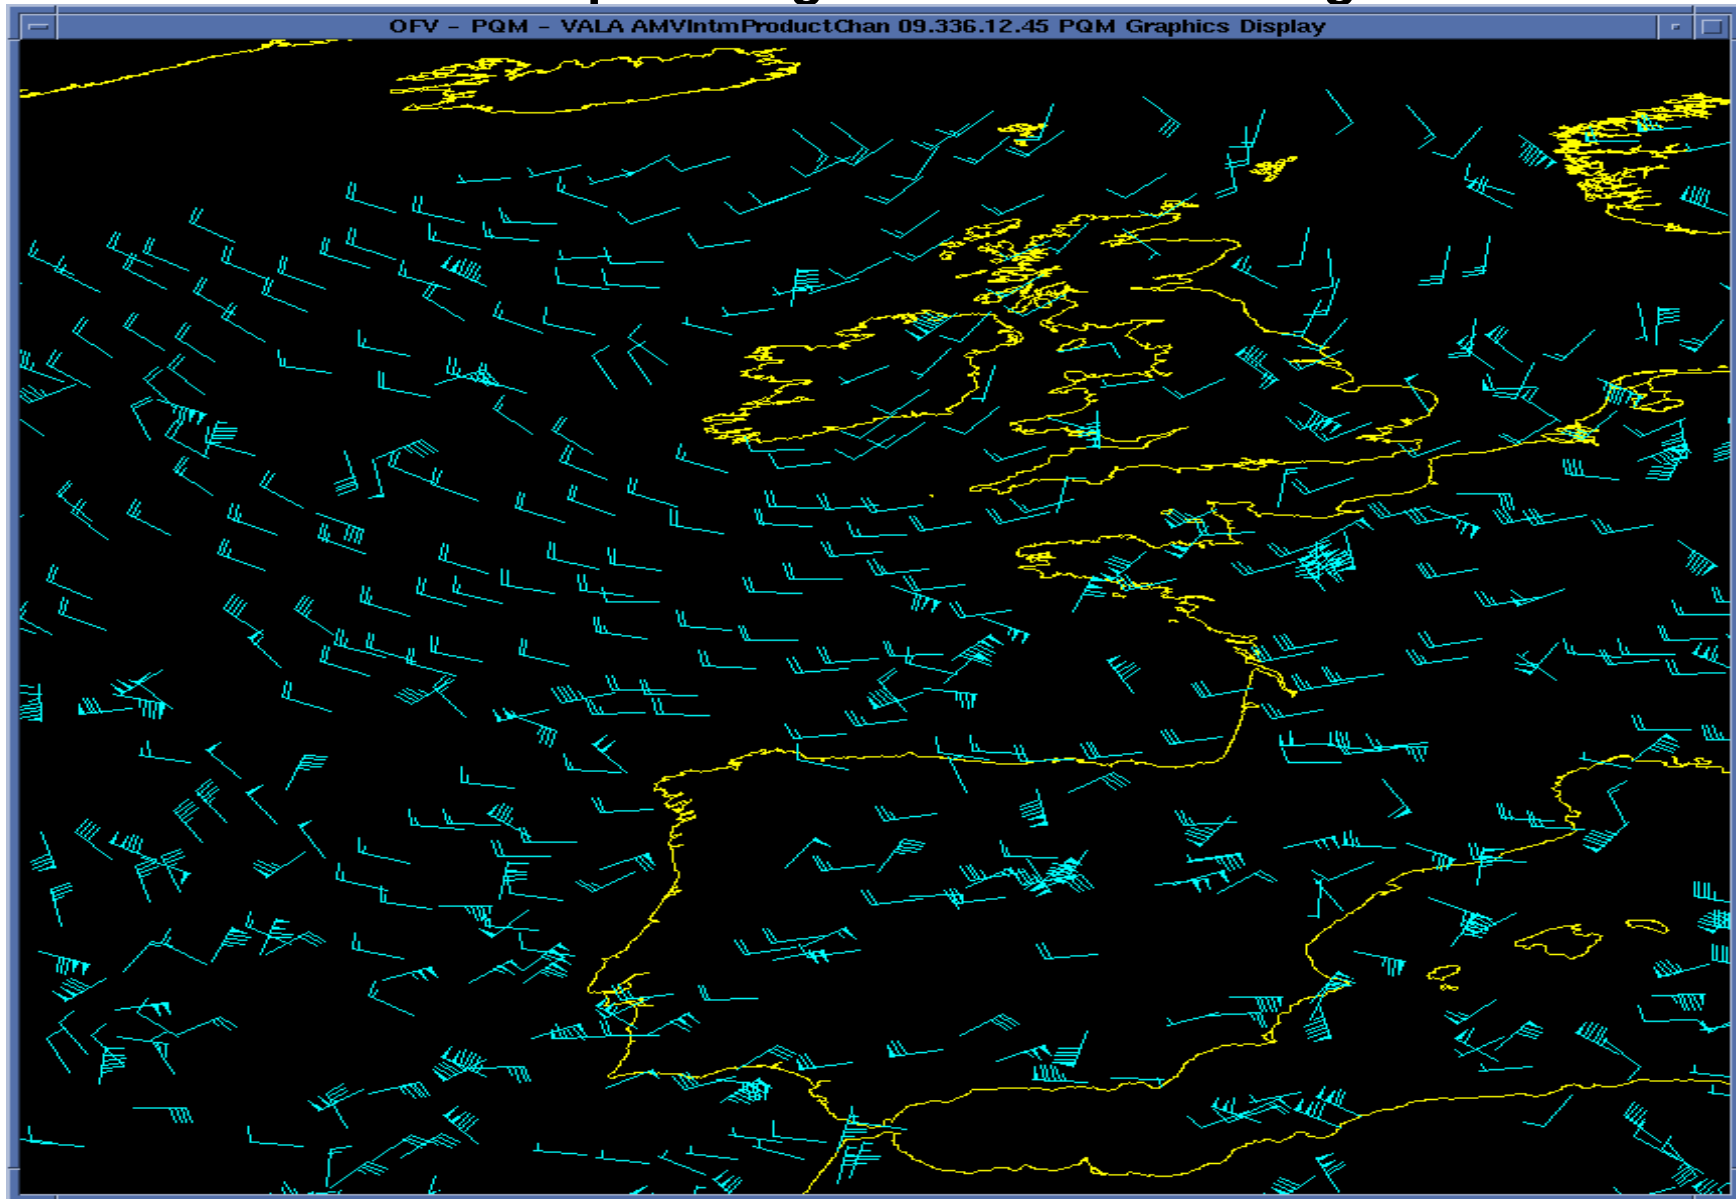 OFV - PQM - VALA AMVIntmProductChan 09.336.12.45 PQM Graphics Display